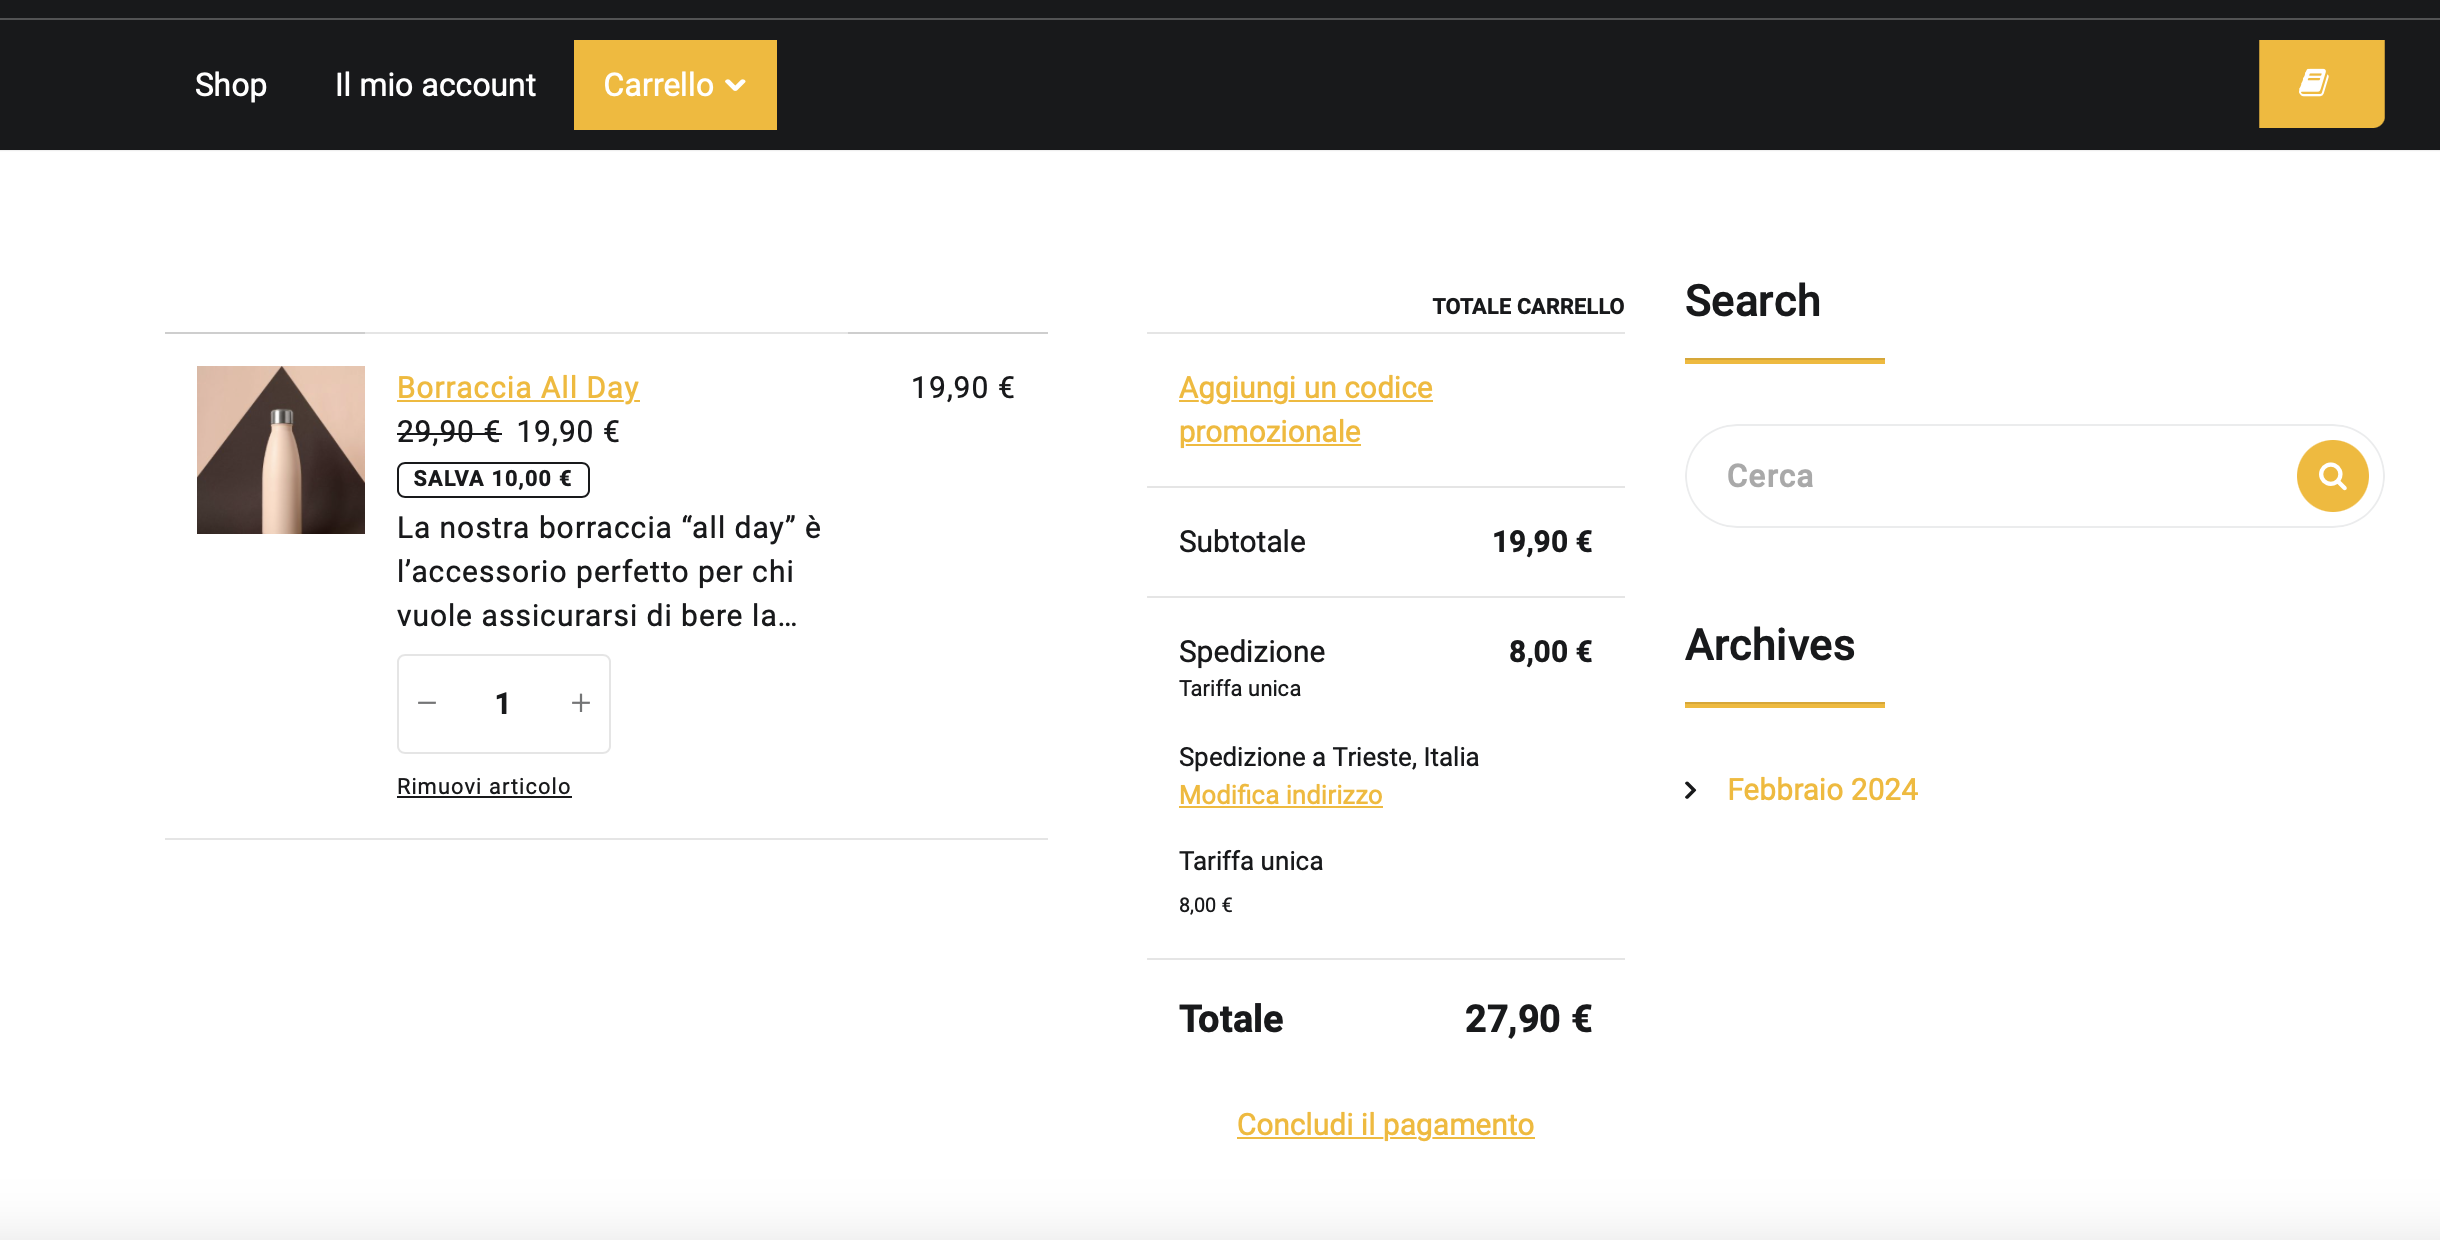 Shop
Il mio account
Carrello
Borraccia All Day
19,90 €
29,90 € 19,90 €
SALVA 10,00 €
La nostra borraccia “all day” è
l’accessorio perfetto per chi
vuole assicurarsi di bere la…
1
Rimuovi articolo
TOTALE CARRELLO
Aggiungi un codice
promozionale
Subtotale 19,90 €
Spedizione 8,00 €
Tariffa unica
Spedizione a Trieste, Italia
Modifica indirizzo
Tariffa unica
8,00 €
Totale 27,90 €
Concludi il pagamento
Search
Cerca
Archives
Febbraio 2024